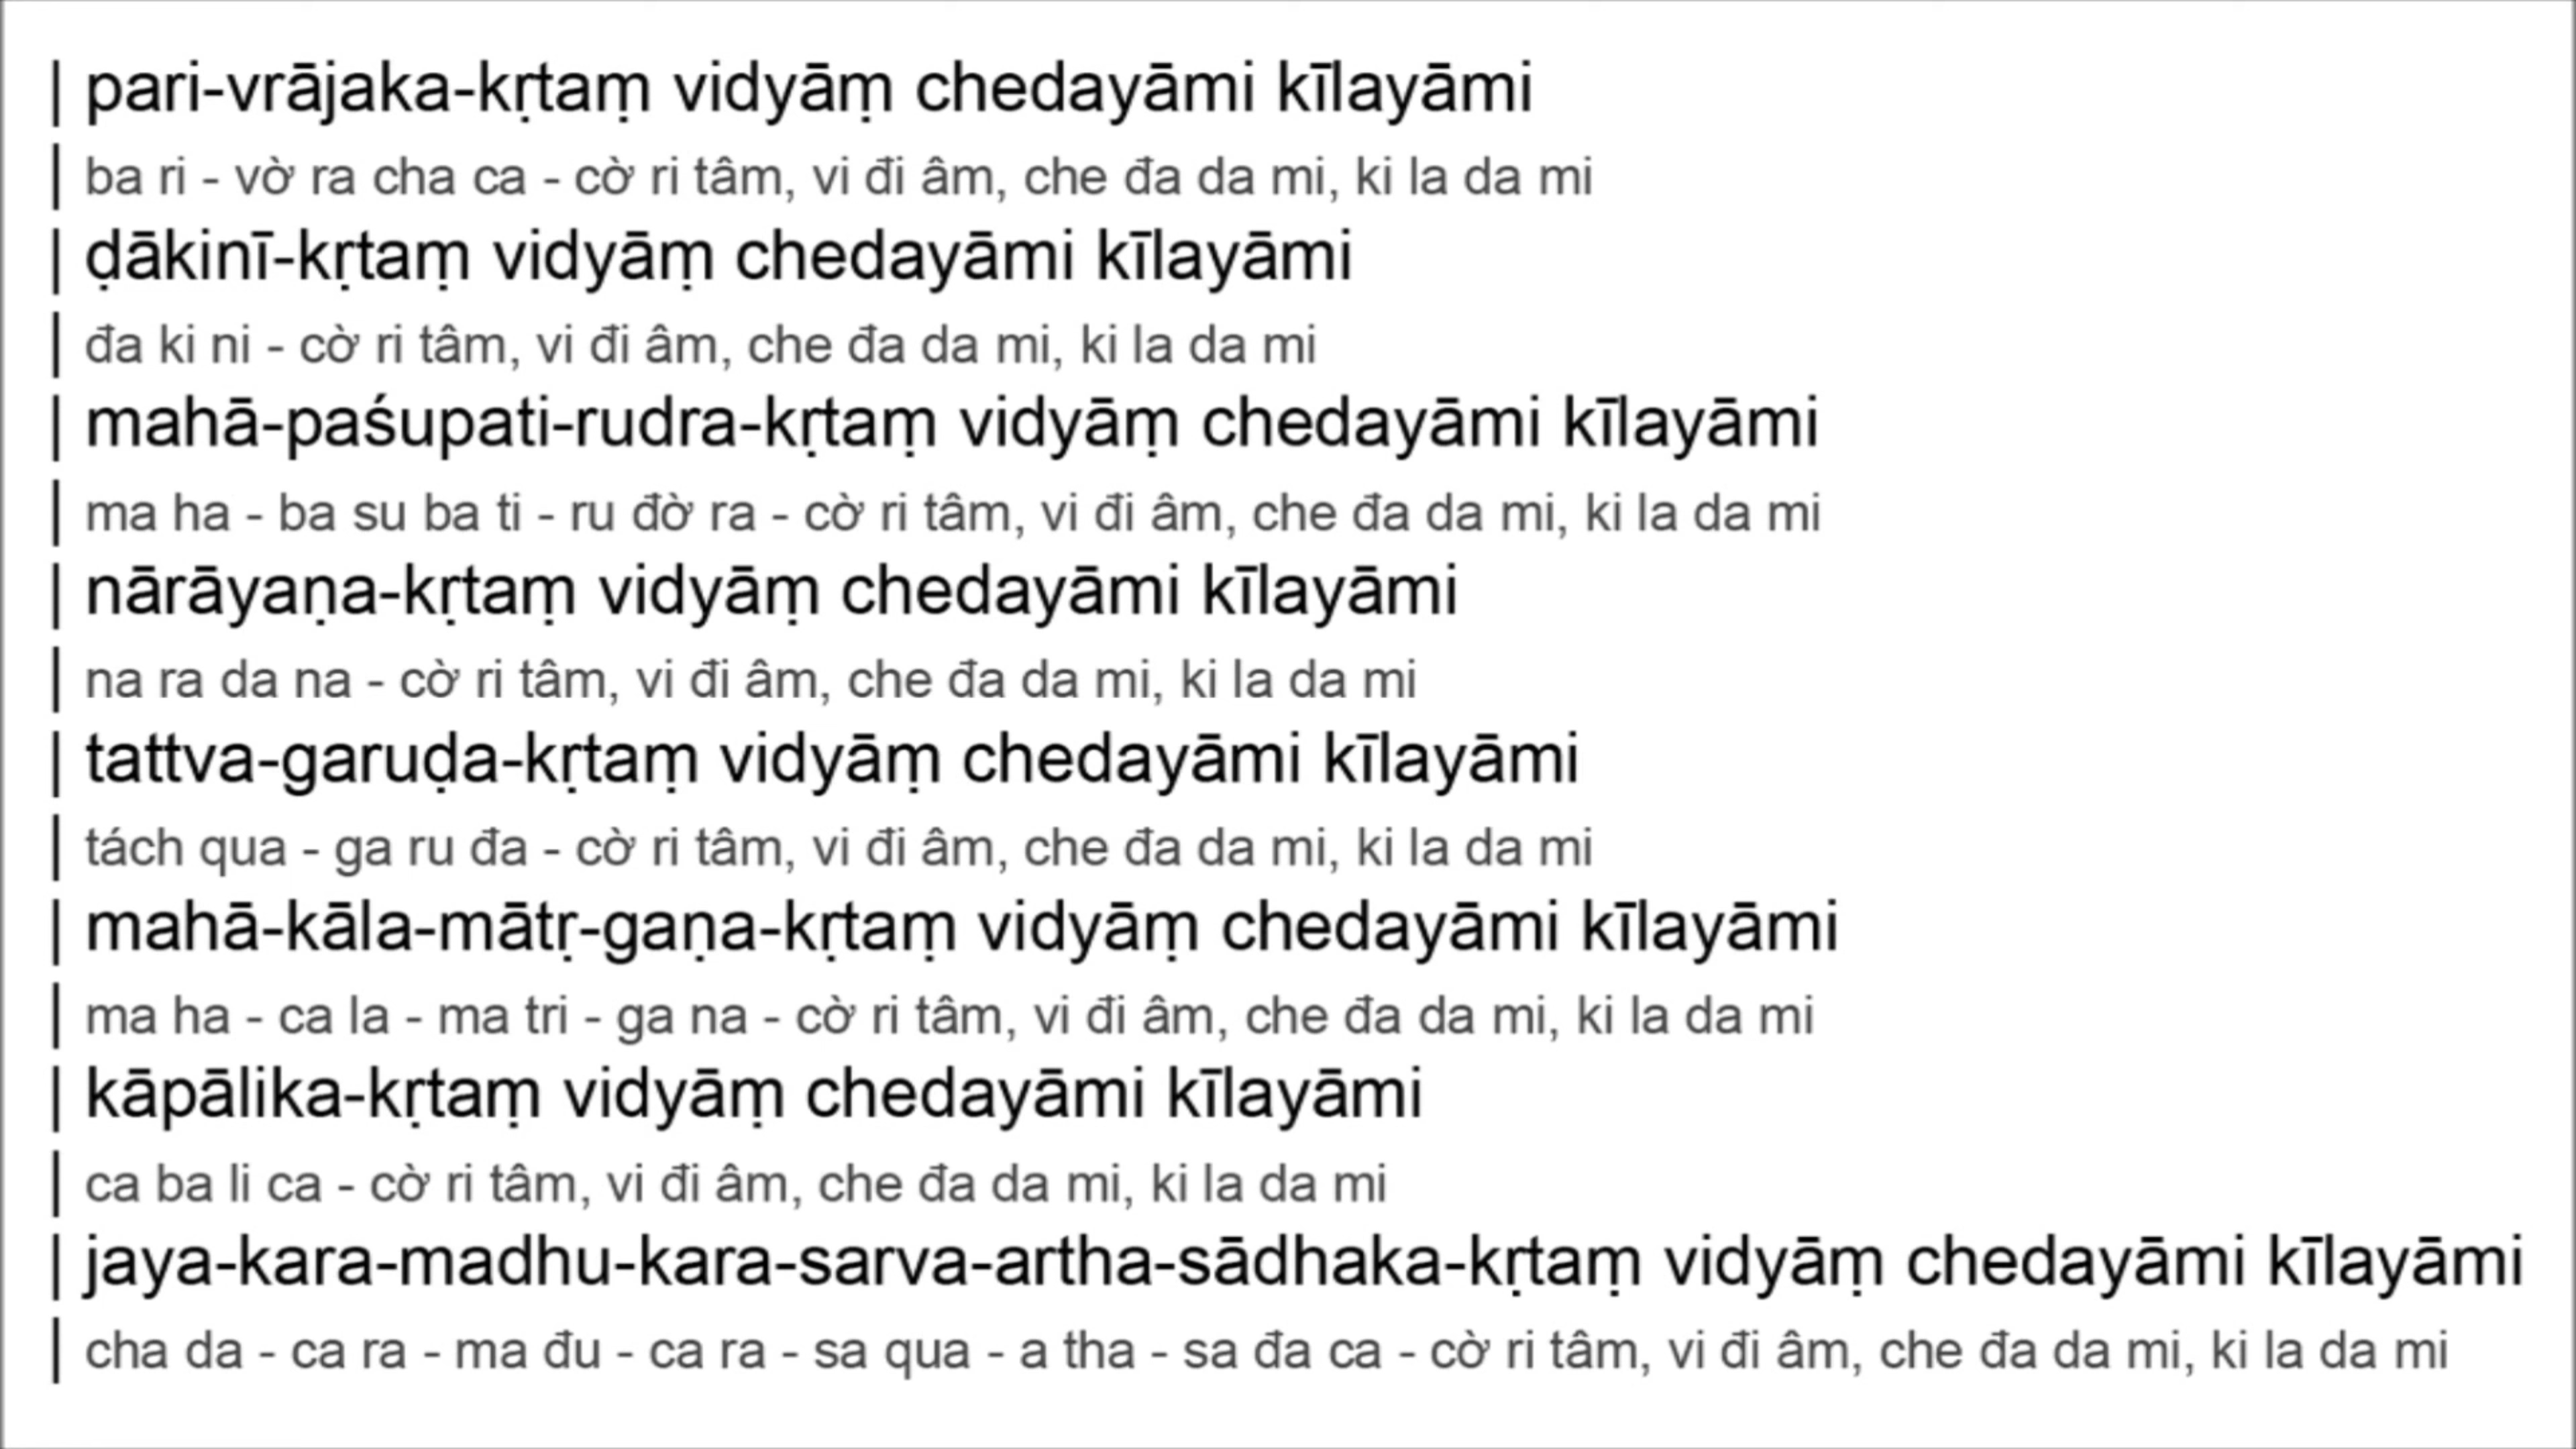 | pari-vrājaka-kṛtaṃ vidyāṃ chedayāmi kīlayāmi
| ba ri - vờ ra cha ca - cờ ri tâm, vi đi âm, che đa da mi, ki la da mi
| ḍākinī-kṛtaṃ vidyāṃ chedayāmi kīlayāmi
| đa ki ni - cờ ri tâm, vi đi âm, che đa da mi, ki la da mi
| mahā-paśupati-rudra-kṛtaṃ vidyāṃ chedayāmi kīlayāmi
| ma ha - ba su ba ti - ru đờ ra - cờ ri tâm, vi đi âm, che đa da mi, ki la da mi
| nārāyaṇa-kṛtaṃ vidyāṃ chedayāmi kīlayāmi
| na ra da na - cờ ri tâm, vi đi âm, che đa da mi, ki la da mi
| tattva-garuḍa-kṛtaṃ vidyāṃ chedayāmi kīlayāmi
| tách qua - ga ru đa - cờ ri tâm, vi đi âm, che đa da mi, ki la da mi
| mahā-kāla-mātṛ-gaṇa-kṛtaṃ vidyāṃ chedayāmi kīlayāmi
| ma ha - ca la - ma tri - ga na - cờ ri tâm, vi đi âm, che đa da mi, ki la da mi
| kāpālika-kṛtaṃ vidyāṃ chedayāmi kīlayāmi
| ca ba li ca - cờ ri tâm, vi đi âm, che đa da mi, ki la da mi
| jaya-kara-madhu-kara-sarva-artha-sādhaka-kṛtaṃ vidyāṃ chedayāmi kīlayāmi
| cha da - ca ra - ma đu - ca ra - sa qua - a tha - sa đa ca - cờ ri tâm, vi đi âm, che đa da mi, ki la da mi